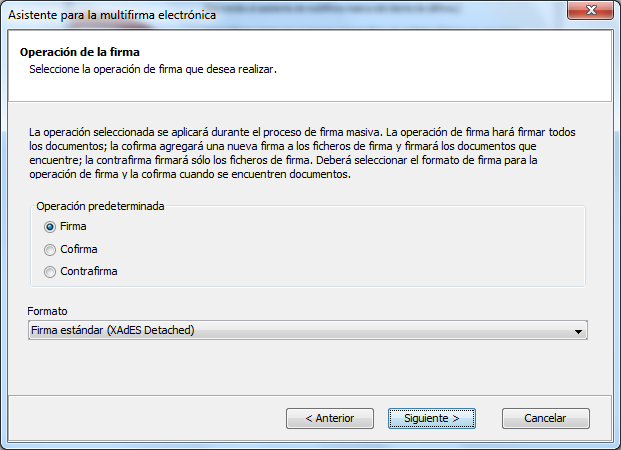 Asistente para la multifirma electrónica
Operación de la firma
Seleccione la operación de firma que desea realizar.
La operación seleccionada se aplicará durante el proceso de firma masiva. La operación de firma hará firmar todos
los documentos; la cofirma agregará una nueva firma a los ficheros de firma y firmará los documentos que
encuentre; la contrafirma firmará sólo los ficheros de firma. Deberá seleccionar el formato de firma para la
operación de firma y la cofirma cuando se encuentren documentos.
Operación predeterminada
Firma
Cofirma
Contrafirma
Formato
Firma estándar (XAdES Detached)
< Anterior
Siguiente >
Cancelar